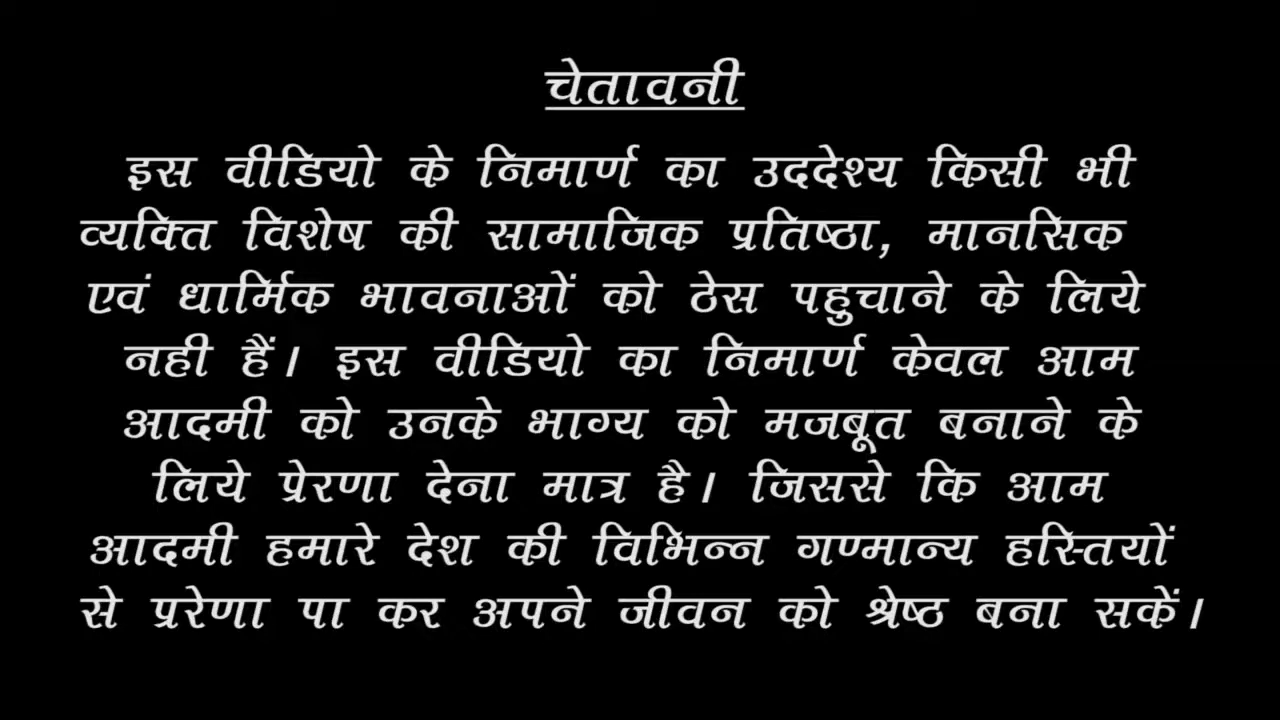 चेतावनी
इस वीडियो के निमार्ण का उददेश्य किसी भी
व्यक्ति विशेष की सामाजिक प्रतिष्ठा, मानसिक
एवं धार्मिक भावनाओं को ठेस पहुचाने के लिये
नही हैं। इस वीडियो का निमार्ण केवल आम
आदमी को उनके भाग्य को मजबूत बनाने के
लिये प्रेरणा देना मात्र है। जिससे कि आम
आदमी हमारे देश की विभिन्न गण्मान्य हस्तियों
से प्ररेणा पा कर अपने जीवन को श्रेष्ठ बना सकें।